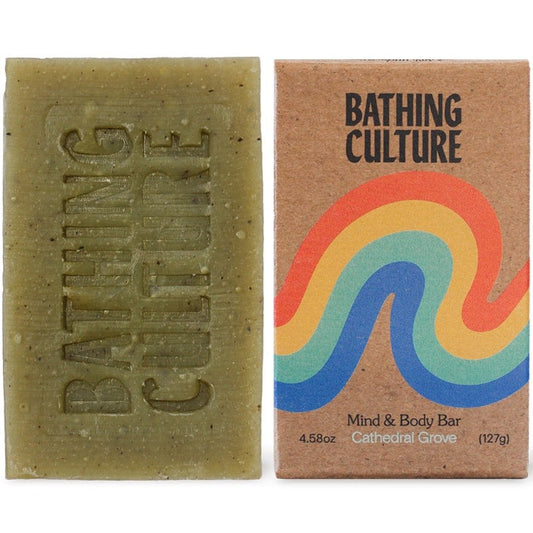 BATHING
CULTURE
BATHING
CULTURE
Mind & Body Bar
4.58oz Cathedral Grove (127g)